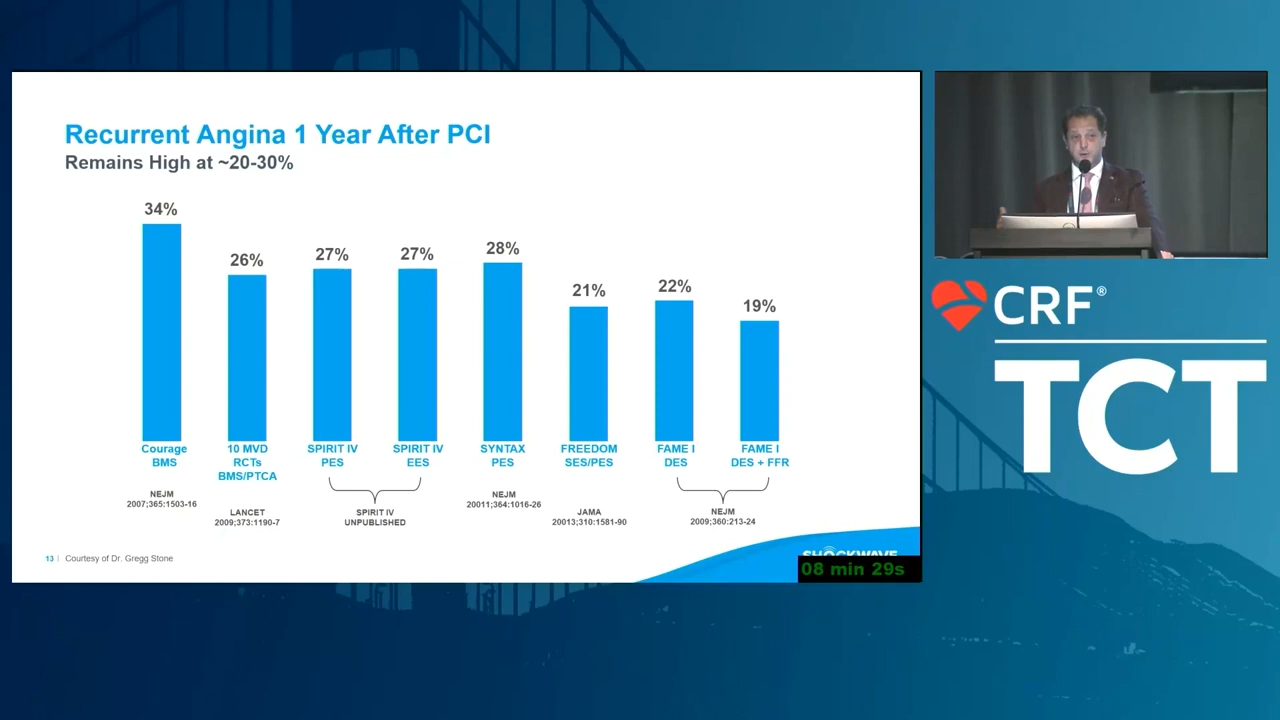 Recurrent Angina 1 Year After PCI
Remains High at ~20-30%
34%
26%
27%
27%
28%
21%
22%
19%
Courage
BMS
10 MVD
RCTs
BMS/PTCA
SPIRIT IV
PES
SPIRIT IV
EES
SYNTAX
PES
FREEDOM
SES/PES
FAME I
DES
FAME I
DES + FFR
NEJM
2007;365:1503-16
LANCET
2009;373:1190-7
SPIRIT IV
UNPUBLISHED
NEJM
20011;364:1016-26
JAMA
20013;310:1581-90
NEJM
2009;360:213-24
13 | Courtesy of Dr. Gregg Stone
SHOCKWAVE
08 min 29s
CRF®
TCT